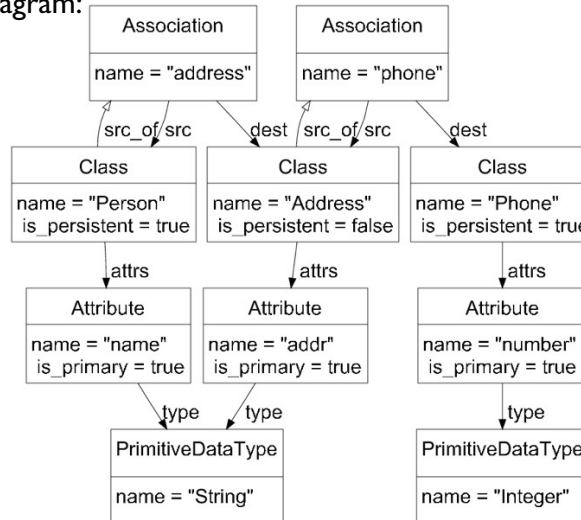 agram:
Association
name = "address"
Association
name = "phone"
src_of src
dest
src_of src
dest
Class
name = "Person"
is_persistent = true
Class
name = "Address"
is_persistent = false
Class
name = "Phone"
is_persistent = true
attrs
attrs
attrs
Attribute
name = "name"
is_primary = true
Attribute
name = "addr"
is_primary = true
Attribute
name = "number"
is_primary = true
type
type
type
PrimitiveDataType
name = "String"
PrimitiveDataType
name = "Integer"